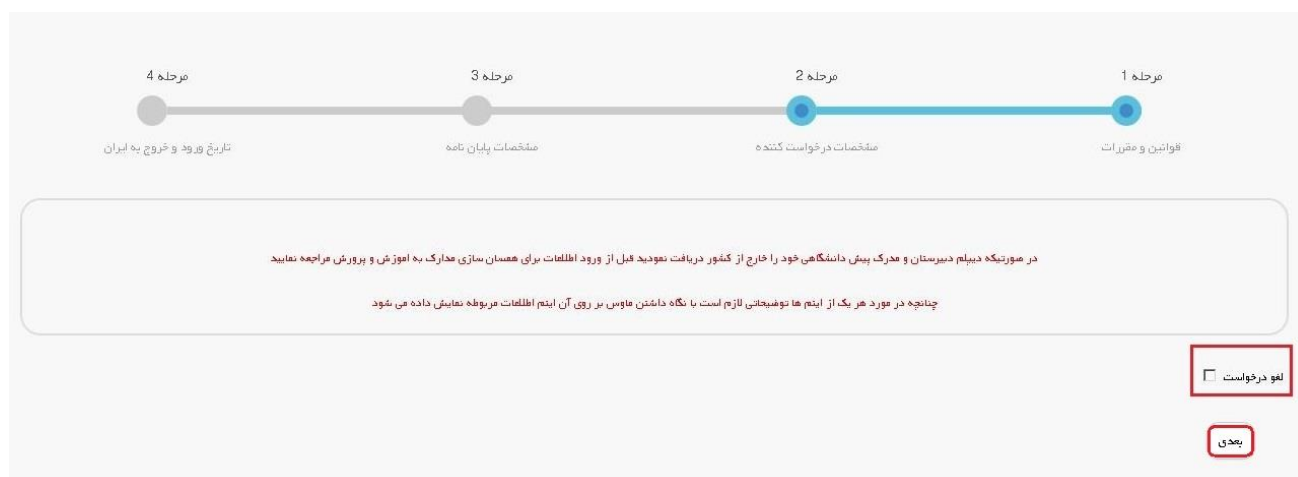 مرحله 1
مرحله 2
مرحله 3
مرحله 4
قوانین و مقررات
مشخصات درخواست کننده
مشخصات پایان نامه
تاریخ ورود و خروج به ایران
در صورتیکه دیپلم دبیرستان و مدرک پیش دانشگاهی خود را خارج از کشور دریافت نمودید قبل از ورود اطلاعات برای همسان سازی مدارک به اموزش و پرورش مراجعه نمایید
چنانچه در مورد هر یک از ایتم ها توضیحاتی لازم است با نگاه داشتن ماوس بر روی آن ایتم اطلاعات مربوطه نمایش داده می شود
لغو درخواست
بعدی